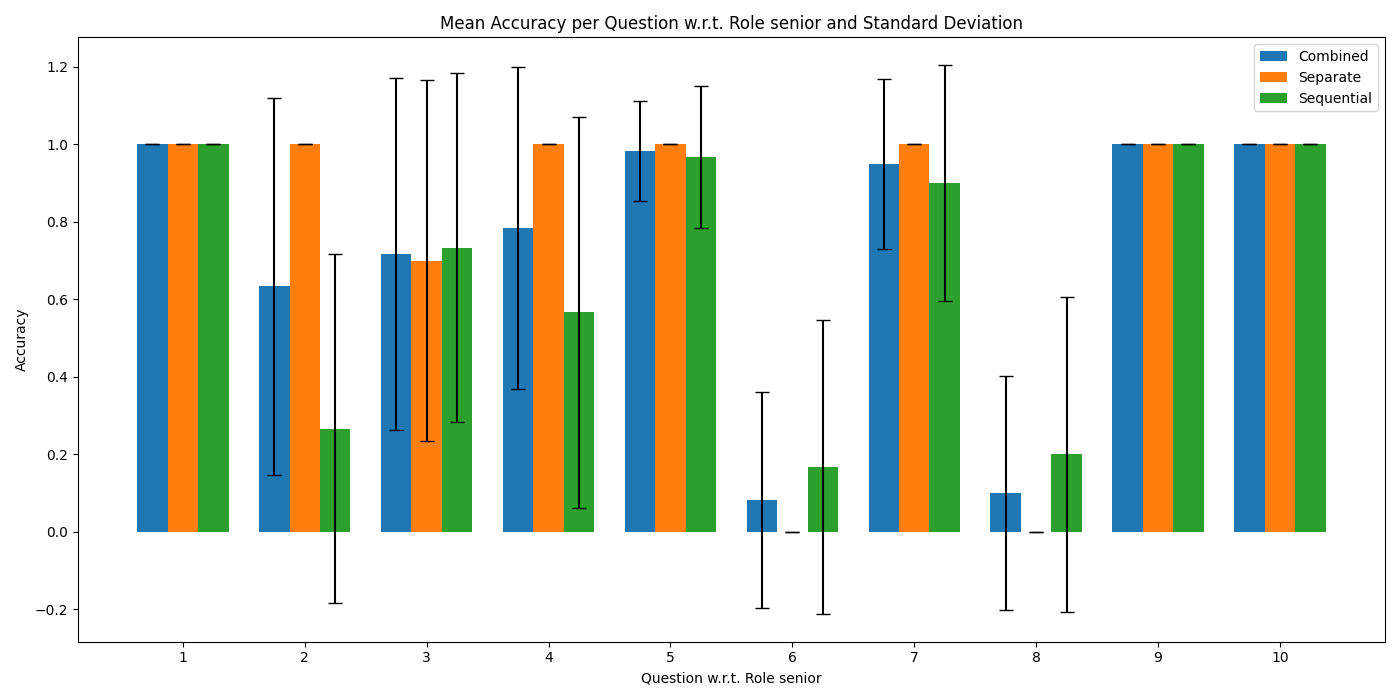 Mean Accuracy per Question w.r.t. Role senior and Standard Deviation
Combined
Separate
Sequential
1.2
1.0
0.8
0.6
0.4
0.2
0.0
−0.2
Accuracy
1 2 3 4 5 6 7 8 9 10
Question w.r.t. Role senior